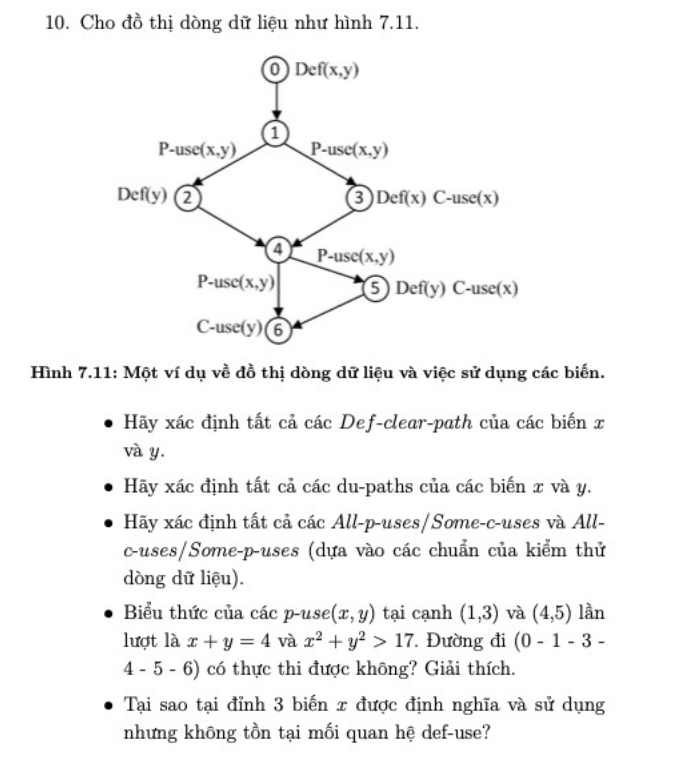 10. Cho đồ thị dòng dữ liệu như hình 7.11.
0 Def(x,y)
1
P-use(x,y) P-use(x,y)
Def(y) 2 3 Def(x) C-use(x)
4 P-use(x,y)
P-use(x,y) 5 Def(y) C-use(x)
C-use(y) 6
Hình 7.11: Một ví dụ về đồ thị dòng dữ liệu và việc sử dụng các biến.
• Hãy xác định tất cả các Def-clear-path của các biến x
và y.
• Hãy xác định tất cả các du-paths của các biến x và y.
• Hãy xác định tất cả các All-p-uses/Some-c-uses và All-
c-uses/Some-p-uses (dựa vào các chuẩn của kiểm thử
dòng dữ liệu).
• Biểu thức của các p-use(x, y) tại cạnh (1,3) và (4,5) lần
lượt là x + y = 4 và x² + y² > 17. Đường đi (0 - 1 - 3 -
4 - 5 - 6) có thực thi được không? Giải thích.
• Tại sao tại đỉnh 3 biến x được định nghĩa và sử dụng
nhưng không tồn tại mối quan hệ def-use?